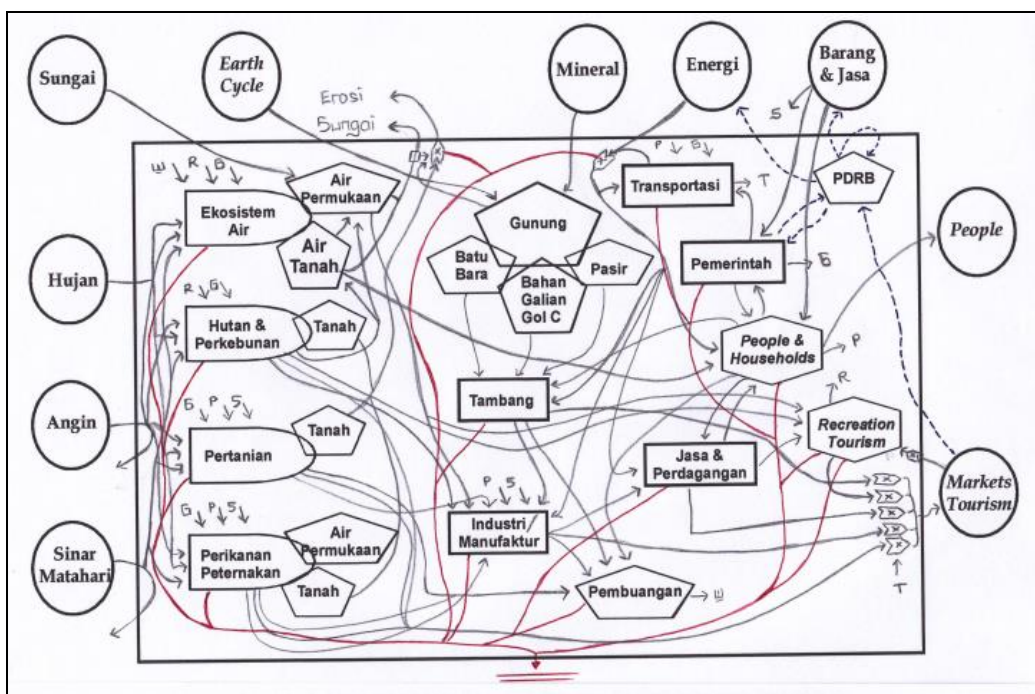 Sungai
Earth
Cycle
Mineral
Energi
Barang
& Jasa
Erosi
Sungai
S
W R G
Air
Permukaan
Ekosistem
Air
Air
Tanah
Gunung
Batu
Bara
Bahan
Galian
Gol C
Pasir
P G
Transportasi
T
PDRB
Pemerintah
G
People
Hujan
R G
Hutan &
Perkebunan
Tanah
People &
Households
P
Angin
G P S
Pertanian
Tanah
Tambang
R
Recreation
Tourism
Jasa &
Perdagangan
Markets
Tourism
P S
Industri/
Manufaktur
G P S
Sinar
Matahari
Perikanan
Peternakan
Air
Permukaan
Tanah
Pembuangan
W
T